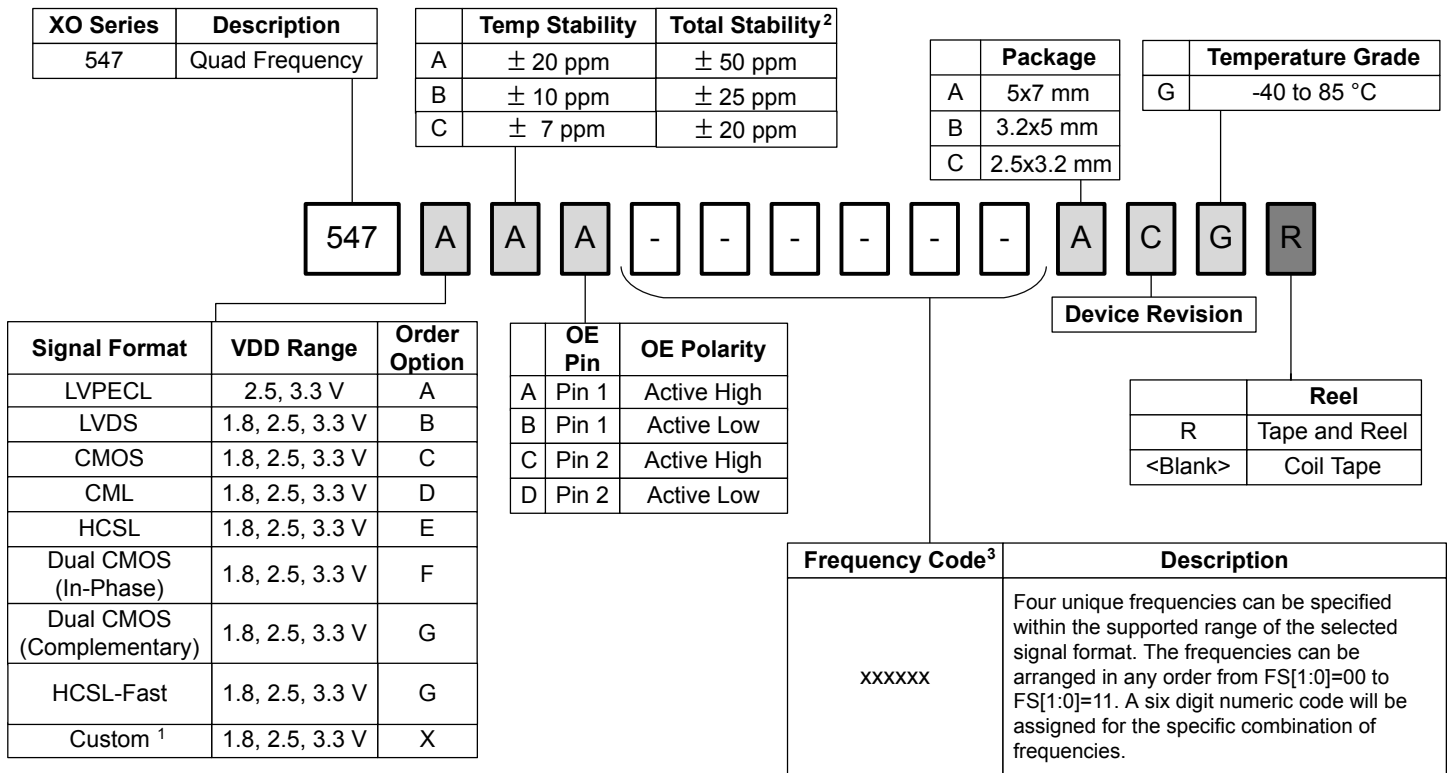 XO Series Description
547 Quad Frequency
Temp Stability Total Stability²
A ± 20 ppm ± 50 ppm
B ± 10 ppm ± 25 ppm
C ± 7 ppm ± 20 ppm
Package
A 5x7 mm
B 3.2x5 mm
C 2.5x3.2 mm
Temperature Grade
G -40 to 85 °C
547 A A A - - - - - - A C G R
Device Revision
Signal Format VDD Range Order
Option
LVPECL 2.5, 3.3 V A
LVDS 1.8, 2.5, 3.3 V B
CMOS 1.8, 2.5, 3.3 V C
CML 1.8, 2.5, 3.3 V D
HCSL 1.8, 2.5, 3.3 V E
Dual CMOS
(In-Phase) 1.8, 2.5, 3.3 V F
Dual CMOS
(Complementary) 1.8, 2.5, 3.3 V G
HCSL-Fast 1.8, 2.5, 3.3 V G
Custom ¹ 1.8, 2.5, 3.3 V X
OE
Pin OE Polarity
A Pin 1 Active High
B Pin 1 Active Low
C Pin 2 Active High
D Pin 2 Active Low
Reel
R Tape and Reel
<Blank> Coil Tape
Frequency Code³ Description
xxxxxx
Four unique frequencies can be specified
within the supported range of the selected
signal format. The frequencies can be
arranged in any order from FS[1:0]=00 to
FS[1:0]=11. A six digit numeric code will be
assigned for the specific combination of
frequencies.